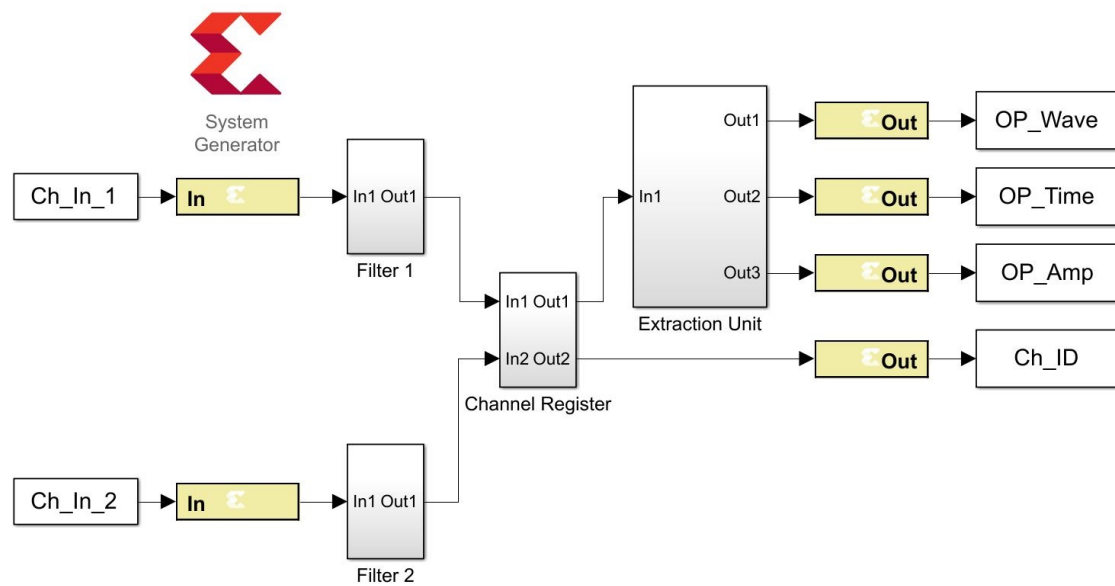 System
Generator
Ch_In_1
In
In1 Out1
Filter 1
In1
Out1
Out2
Out3
Extraction Unit
Out
OP_Wave
Out
OP_Time
Out
OP_Amp
In1 Out1
In2 Out2
Channel Register
Out
Ch_ID
Ch_In_2
In
In1 Out1
Filter 2